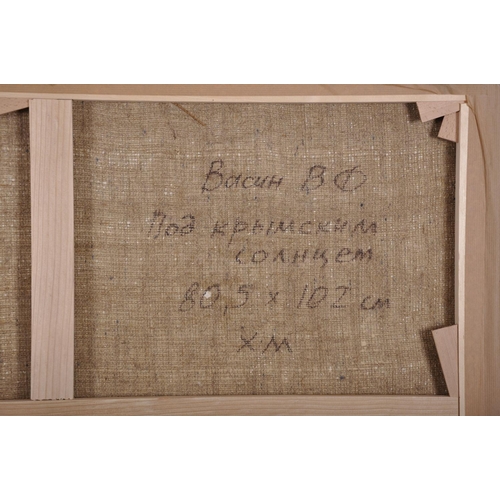 Васин В Ф
Под крымским
солнцем
80,5 х 102 см
х м